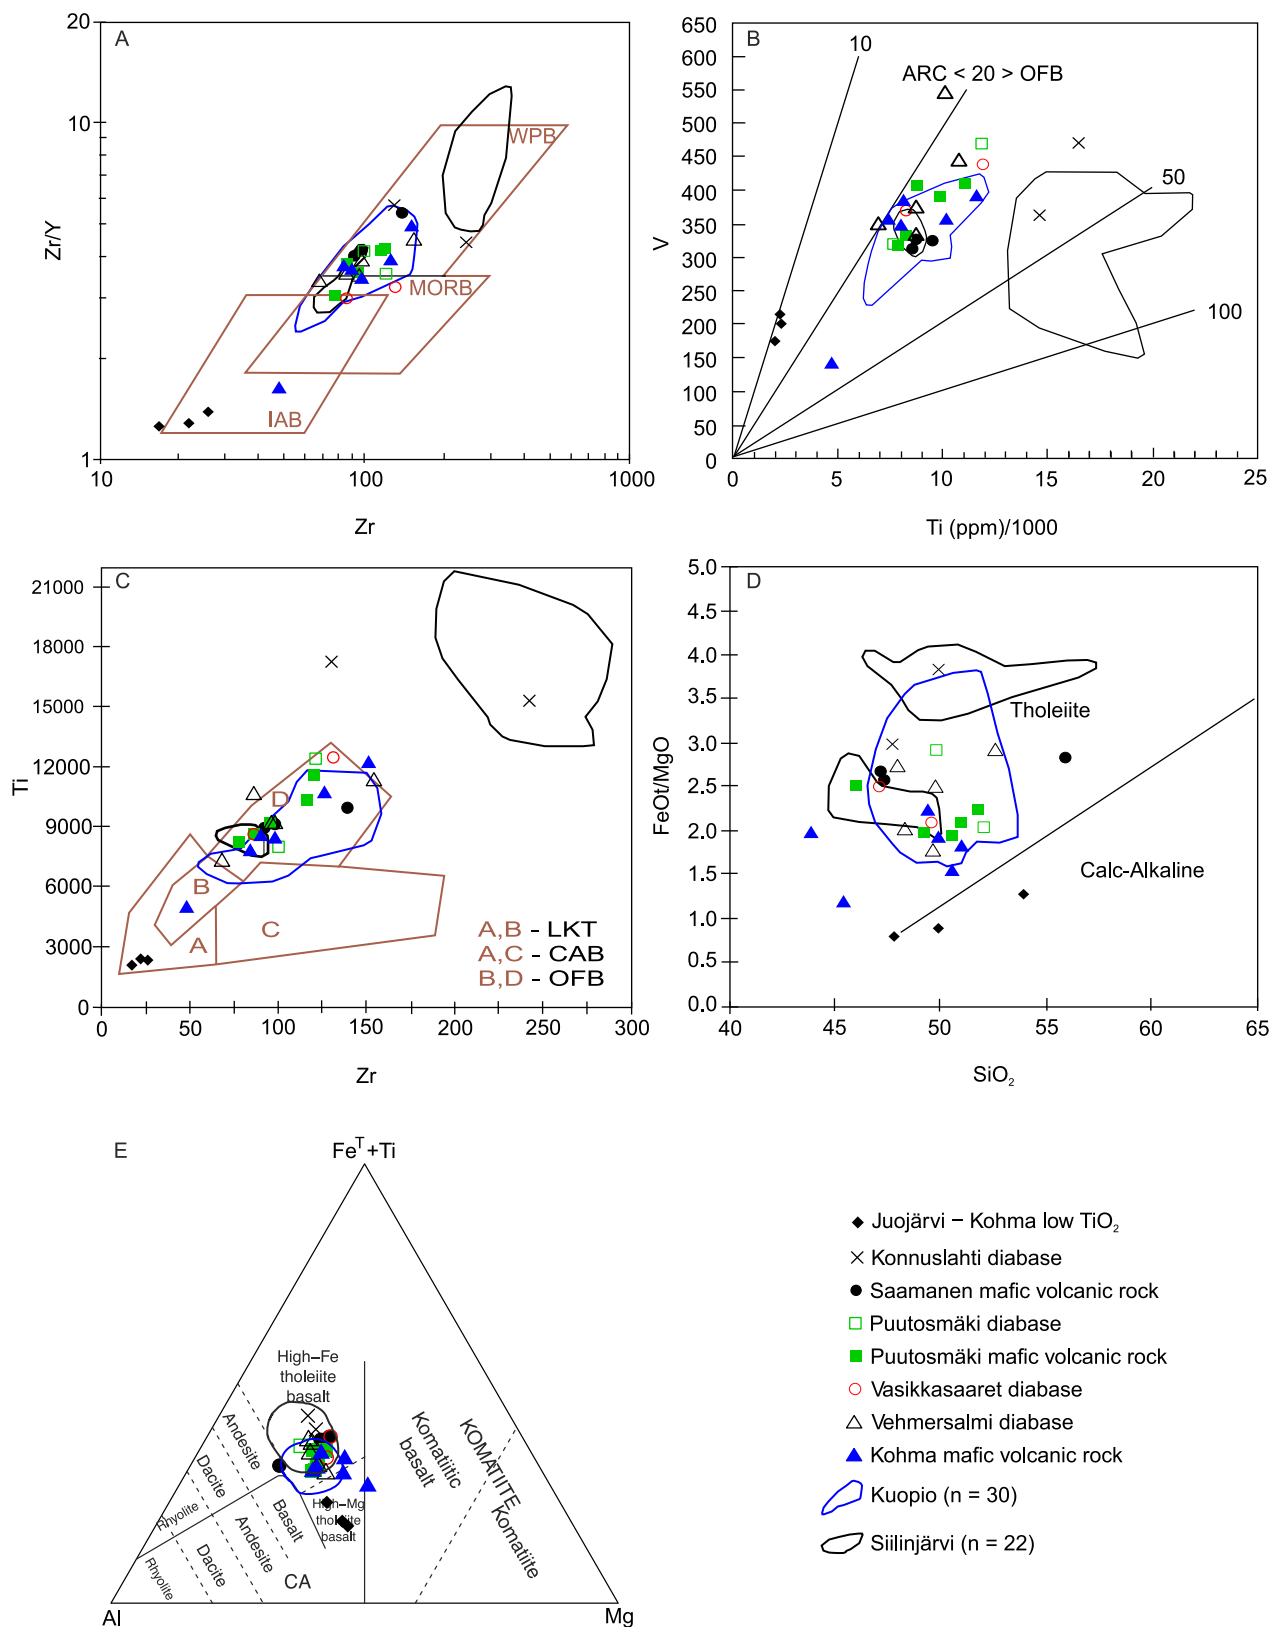 A
20
10
1
Zr/Y
WPB
MORB
IAB
10
100
1000
Zr
B
650
600
550
500
450
400
350
300
250
200
150
100
50
0
V
10
ARC < 20 > OFB
50
100
0
5
10
15
20
25
Ti (ppm)/1000
C
21000
18000
15000
12000
9000
6000
3000
0
Ti
D
B
A
C
A,B - LKT
A,C - CAB
B,D - OFB
0
50
100
150
200
250
300
Zr
D
5.0
4.5
4.0
3.5
3.0
2.5
2.0
1.5
1.0
0.5
0.0
FeOt/MgO
Tholeiite
Calc-Alkaline
40
45
50
55
60
65
SiO₂
E
Feᵀ+Ti
High–Fe
tholeiite
basalt
Andesite
Dacite
Rhyolite
Basalt
Andesite
Dacite
Rhyolite
CA
High–Mg
tholeiite
basalt
Komatiitic
basalt
KOMATIITE
Komatiite
Al
Mg
Juojärvi – Kohma low TiO₂
Konnuslahti diabase
Saamanen mafic volcanic rock
Puutosmäki diabase
Puutosmäki mafic volcanic rock
Vasikkasaaret diabase
Vehmersalmi diabase
Kohma mafic volcanic rock
Kuopio (n = 30)
Siilinjärvi (n = 22)